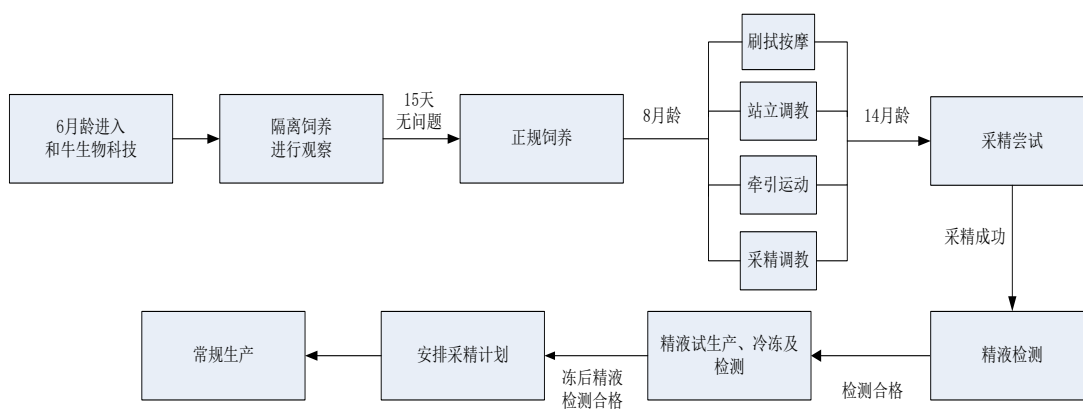 6月龄进入
和牛生物科技
隔离饲养
进行观察
15天
无问题
正规饲养
8月龄
刷拭按摩
站立调教
牵引运动
采精调教
14月龄
采精尝试
采精成功
精液检测
检测合格
精液试生产、冷冻及
检测
冻后精液
检测合格
安排采精计划
常规生产